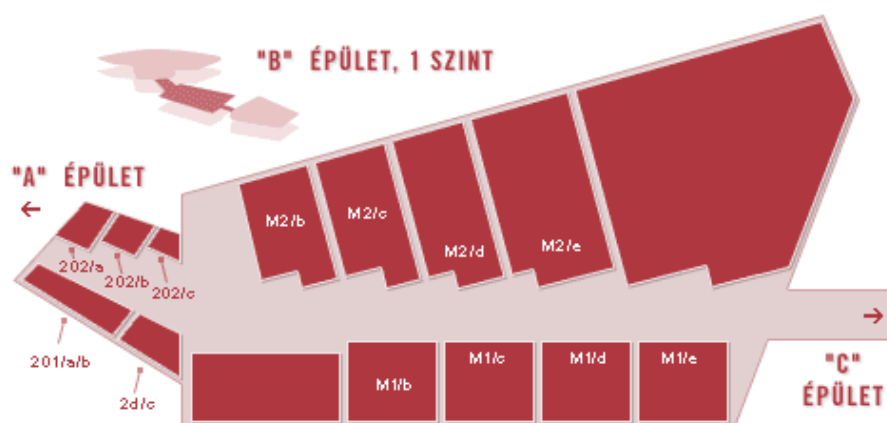 "B" ÉPÜLET, 1 SZINT
"A" ÉPÜLET
M2/b
M2/c
M2/d
M2/e
202/a
202/b
202/c
201/a/b
2d/c
M1/b
M1/c
M1/d
M1/e
"C"
ÉPÜLET